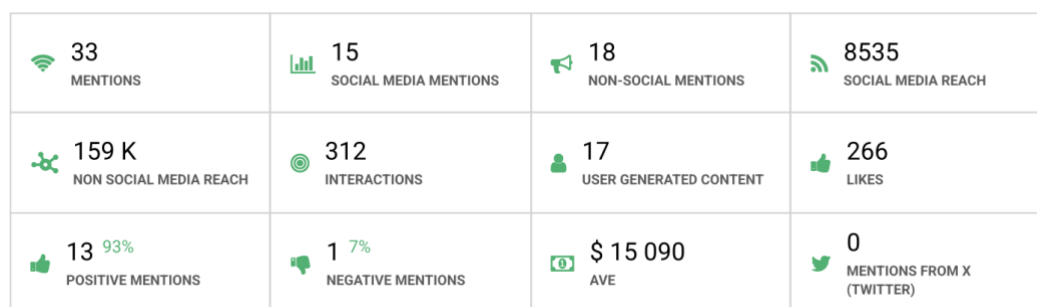 33
MENTIONS
15
SOCIAL MEDIA MENTIONS
18
NON-SOCIAL MENTIONS
8535
SOCIAL MEDIA REACH
159 K
NON SOCIAL MEDIA REACH
312
INTERACTIONS
17
USER GENERATED CONTENT
266
LIKES
13 93%
POSITIVE MENTIONS
1 7%
NEGATIVE MENTIONS
$ 15 090
AVE
0
MENTIONS FROM X
(TWITTER)